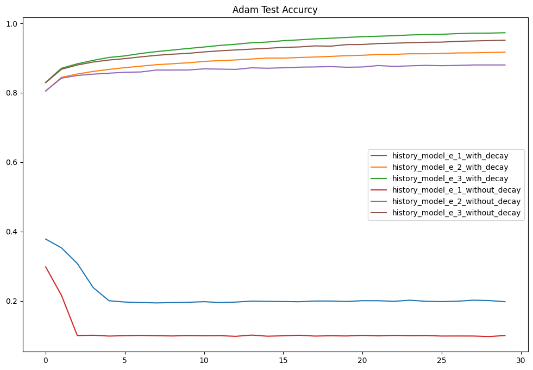 Adam Test Accurcy
1.0
0.8
0.6
0.4
0.2
history_model_e_1_with_decay
history_model_e_2_with_decay
history_model_e_3_with_decay
history_model_e_1_without_decay
history_model_e_2_without_decay
history_model_e_3_without_decay
0 5 10 15 20 25 30